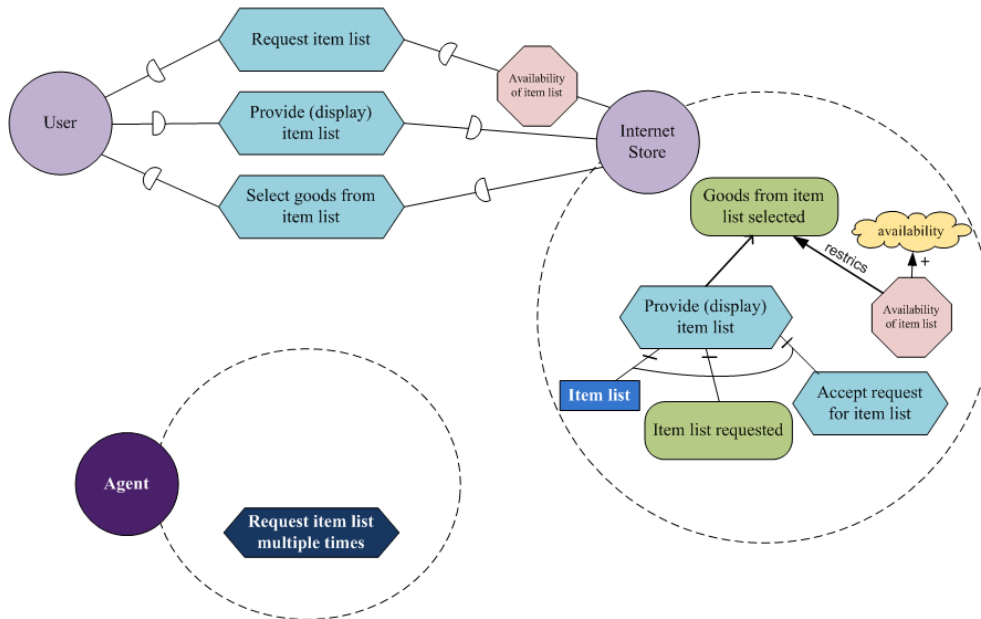 Request item list
Availability
of item list
User
Provide (display)
item list
Internet
Store
Select goods from
item list
Goods from item
list selected
availability
restrics
+
Provide (display)
item list
Availability
of item list
Item list
Accept request
for item list
Item list requested
Agent
Request item list
multiple times